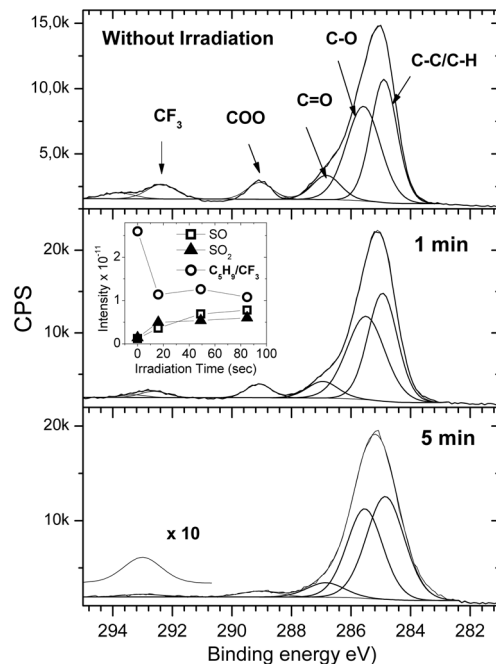 Without Irradiation
15,0k
10,0k
5,0k
CF3
COO
C=O
C-O
C-C/C-H
1 min
20k
10k
CPS
Intensity x 10-11
2
1
0
SO
SO2
C5H9/CF3
0 20 40 60 80 100
Irradiation Time (sec)
5 min
20k
10k
x 10
294 292 290 288 286 284 282
Binding energy eV)